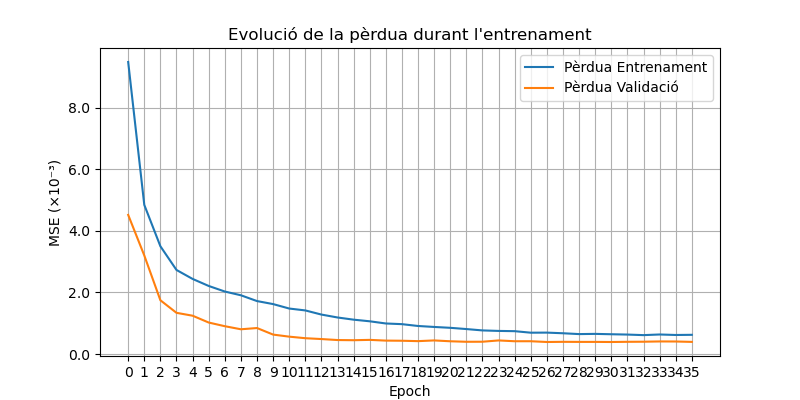 Evolució de la pèrdua durant l'entrenament
Pèrdua Entrenament
Pèrdua Validació
MSE (×10⁻³)
8.0
6.0
4.0
2.0
0.0
0 1 2 3 4 5 6 7 8 9 10 11 12 13 14 15 16 17 18 19 20 21 22 23 24 25 26 27 28 29 30 31 32 33 34 35
Epoch